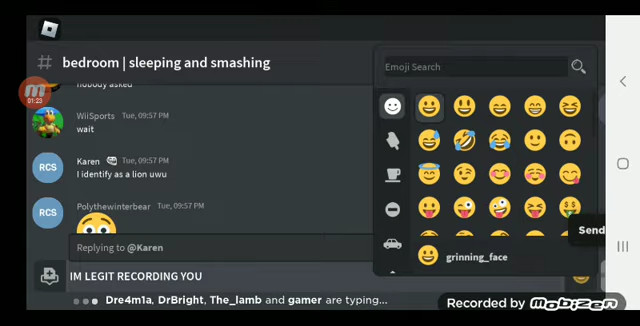 # bedroom | sleeping and smashing
Emoji Search
nobody asked
01:23
WiiSports Tue, 09:57 PM
wait
RCS
Karen Tue, 09:57 PM
I identify as a lion uwu
RCS
Polythewinterbear Tue, 09:57 PM
Send
Replying to @Karen
grinning_face
IM LEGIT RECORDING YOU
Dre4m1a, DrBright, The_lamb and gamer are typing...
Recorded by Mobizen